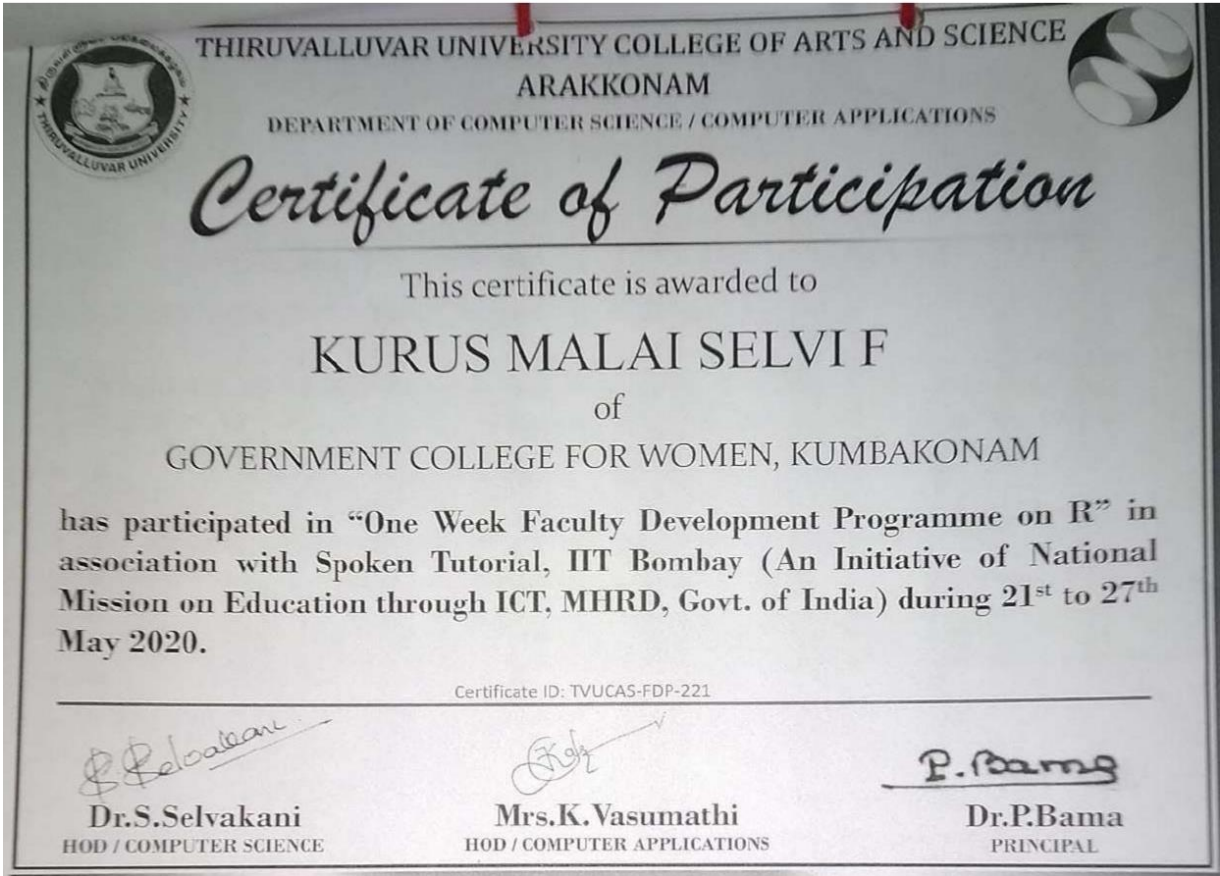 THIRUVALLUVAR UNIVERSITY COLLEGE OF ARTS AND SCIENCE
ARAKKONAM
DEPARTMENT OF COMPUTER SCIENCE / COMPUTER APPLICATIONS
THIRUVALLUVAR UNIVERSITY
Certificate of Participation
This certificate is awarded to
KURUS MALAI SELVI F
of
GOVERNMENT COLLEGE FOR WOMEN, KUMBAKONAM
has participated in “One Week Faculty Development Programme on R” in
association with Spoken Tutorial, IIT Bombay (An Initiative of National
Mission on Education through ICT, MHRD, Govt. of India) during 21st to 27th
May 2020.
Certificate ID: TVUCAS-FDP-221
P. Bama
Dr.S.Selvakani Mrs.K.Vasumathi Dr.P.Bama
HOD / COMPUTER SCIENCE HOD / COMPUTER APPLICATIONS PRINCIPAL